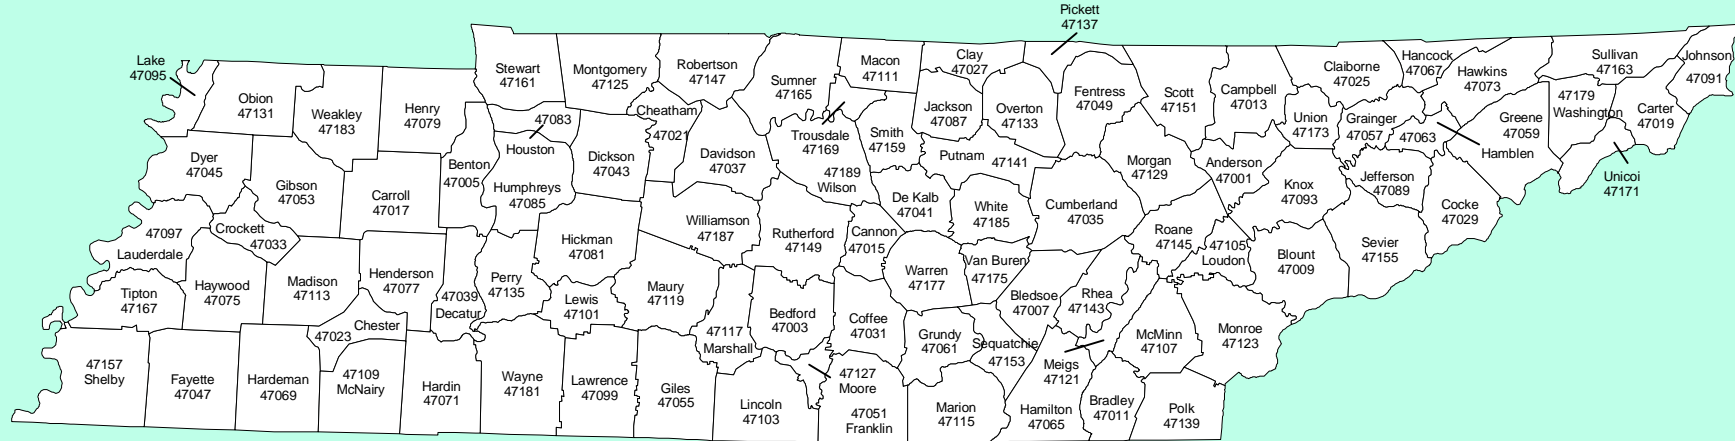 Pickett
47137
Lake
47095
Stewart
47161
Montgomery
47125
Robertson
47147
Sumner
47165
Macon
47111
Clay
47027
Fentress
47049
Scott
47151
Campbell
47013
Claiborne
47025
Hancock
47067
Hawkins
47073
Sullivan
47163
Johnson
47091
Obion
47131
Weakley
47183
Henry
47079
47083
Houston
Cheatham
47021
Trousdale
47169
Smith
47159
Jackson
47087
Overton
47133
Union
47173
Grainger
47057
47063
Hamblen
Greene
47059
47179
Washington
Carter
47019
Unicoi
47171
Dyer
47045
Gibson
47053
Carroll
47017
Benton
47005
Humphreys
47085
Dickson
47043
Davidson
47037
47189
Wilson
Putnam 47141
De Kalb
47041
White
47185
Cumberland
47035
Morgan
47129
Anderson
47001
Knox
47093
Jefferson
47089
Cocke
47029
47097
Lauderdale
Crockett
47033
Haywood
47075
Madison
47113
Henderson
47077
47039
Decatur
Perry
47135
Hickman
47081
Lewis
47101
Williamson
47187
Maury
47119
Rutherford
47149
Cannon
47015
Warren
47177
Van Buren
47175
Bledsoe
47007
Rhea
47143
Roane
47145
47105
Loudon
Blount
47009
Sevier
47155
Tipton
47167
47023
Chester
47117
Marshall
Bedford
47003
Coffee
47031
Grundy
47061
Sequatchie
47153
Meigs
47121
McMinn
47107
Monroe
47123
47157
Shelby
Fayette
47047
Hardeman
47069
47109
McNairy
Hardin
47071
Wayne
47181
Lawrence
47099
Giles
47055
Lincoln
47103
47127
Moore
47051
Franklin
Marion
47115
Hamilton
47065
Bradley
47011
Polk
47139